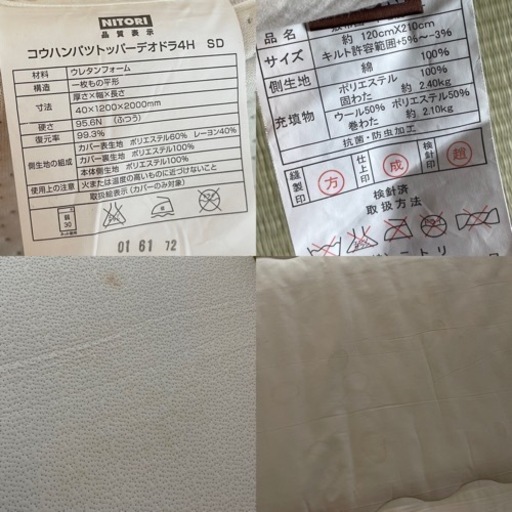 NITORI
品質表示
コウハンパツトッパーデオドラ4H SD
材料 ウレタンフォーム
構造 一枚もの平形
厚さ×幅×長さ
寸法 40×1200×2000mm
硬さ 95.6N (ふつう)
復元率 99.3%
側生地の組成 カバー表生地 ポリエステル60% レーヨン40%
カバー裏生地 ポリエステル100%
本体側生地 ポリエステル100%
使用上の注意 火または温度の高いものに近づけないこと
取扱絵表示(カバーのみ対象)
30
01 61 72
品名
サイズ 約 120cmX210cm
キルト許容範囲+5%~-3%
側生地 綿 100%
充填物 ポリエステル 100%
固わた 約 2.40kg
ウール50% ポリエステル50%
巻わた 約 2.10kg
抗菌・防虫加工
縫製印 方 仕上印 成 検針印 超
検針済
取扱方法